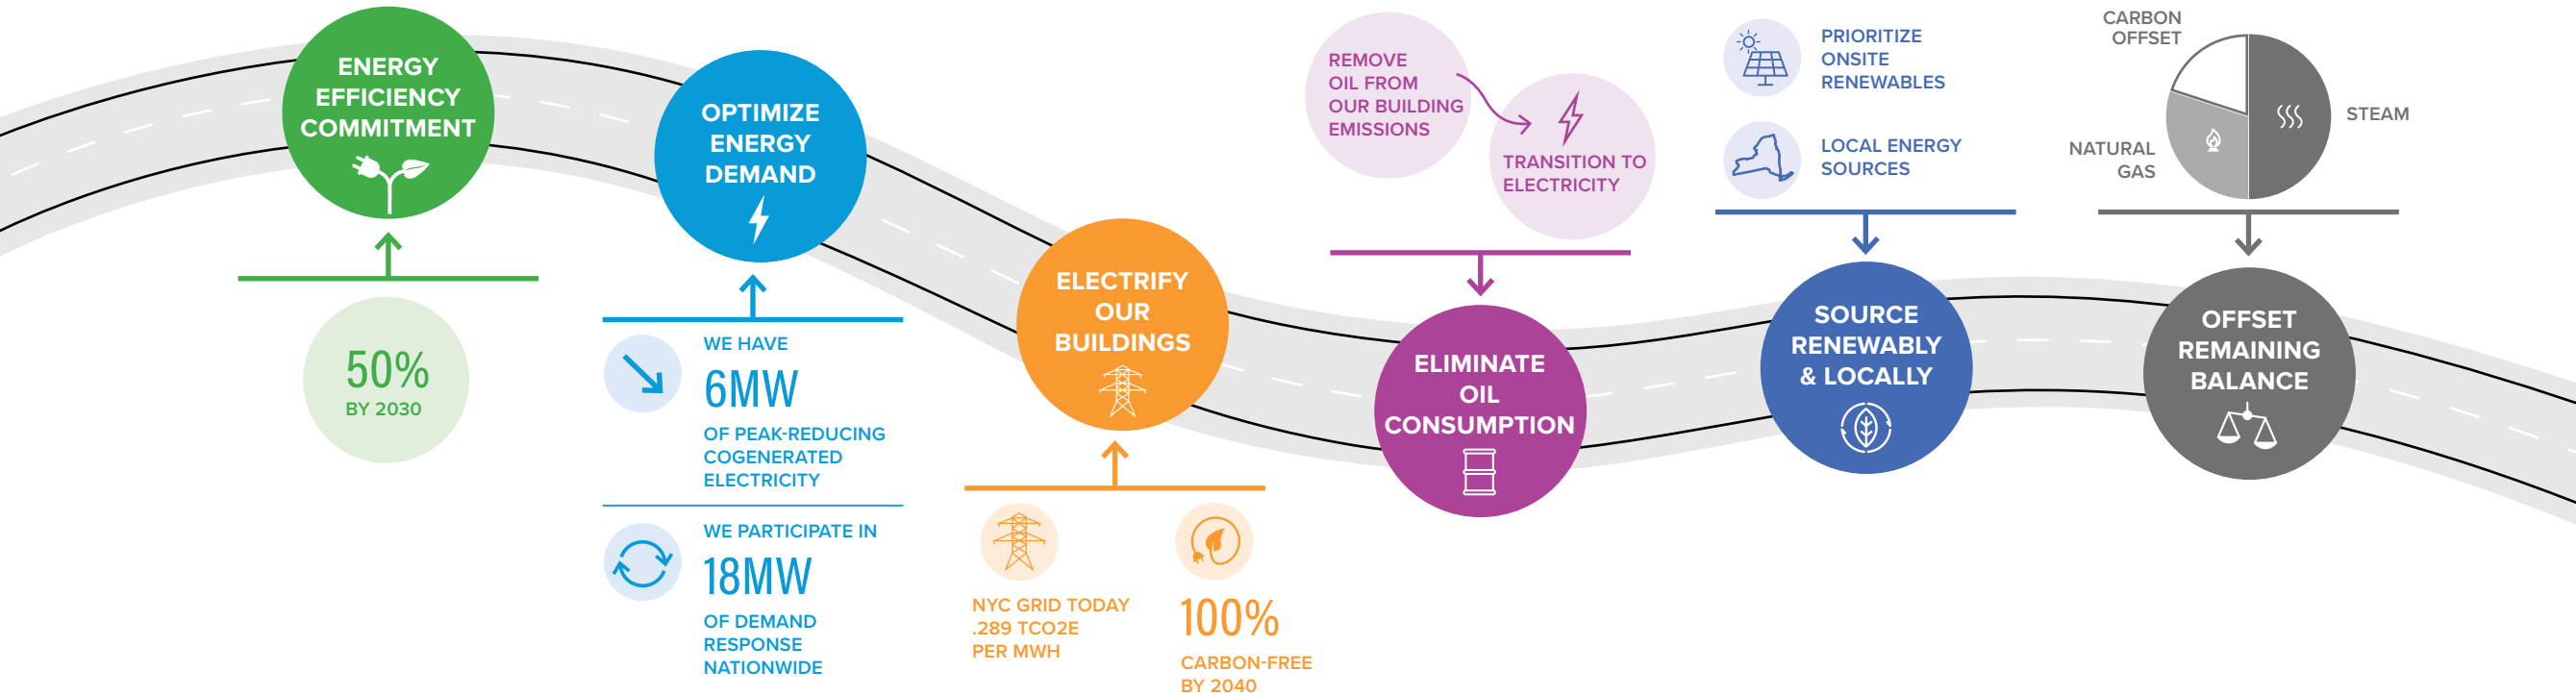 ENERGY
EFFICIENCY
COMMITMENT
50%
BY 2030
OPTIMIZE
ENERGY
DEMAND
WE HAVE
6MW
OF PEAK-REDUCING
COGENERATED
ELECTRICITY
WE PARTICIPATE IN
18MW
OF DEMAND
RESPONSE
NATIONWIDE
ELECTRIFY
OUR
BUILDINGS
NYC GRID TODAY
.289 TCO2E
PER MWH
100%
CARBON-FREE
BY 2040
REMOVE
OIL FROM
OUR BUILDING
EMISSIONS
TRANSITION TO
ELECTRICITY
ELIMINATE
OIL
CONSUMPTION
PRIORITIZE
ONSITE
RENEWABLES
LOCAL ENERGY
SOURCES
SOURCE
RENEWABLY
& LOCALLY
CARBON
OFFSET
STEAM
NATURAL
GAS
OFFSET
REMAINING
BALANCE